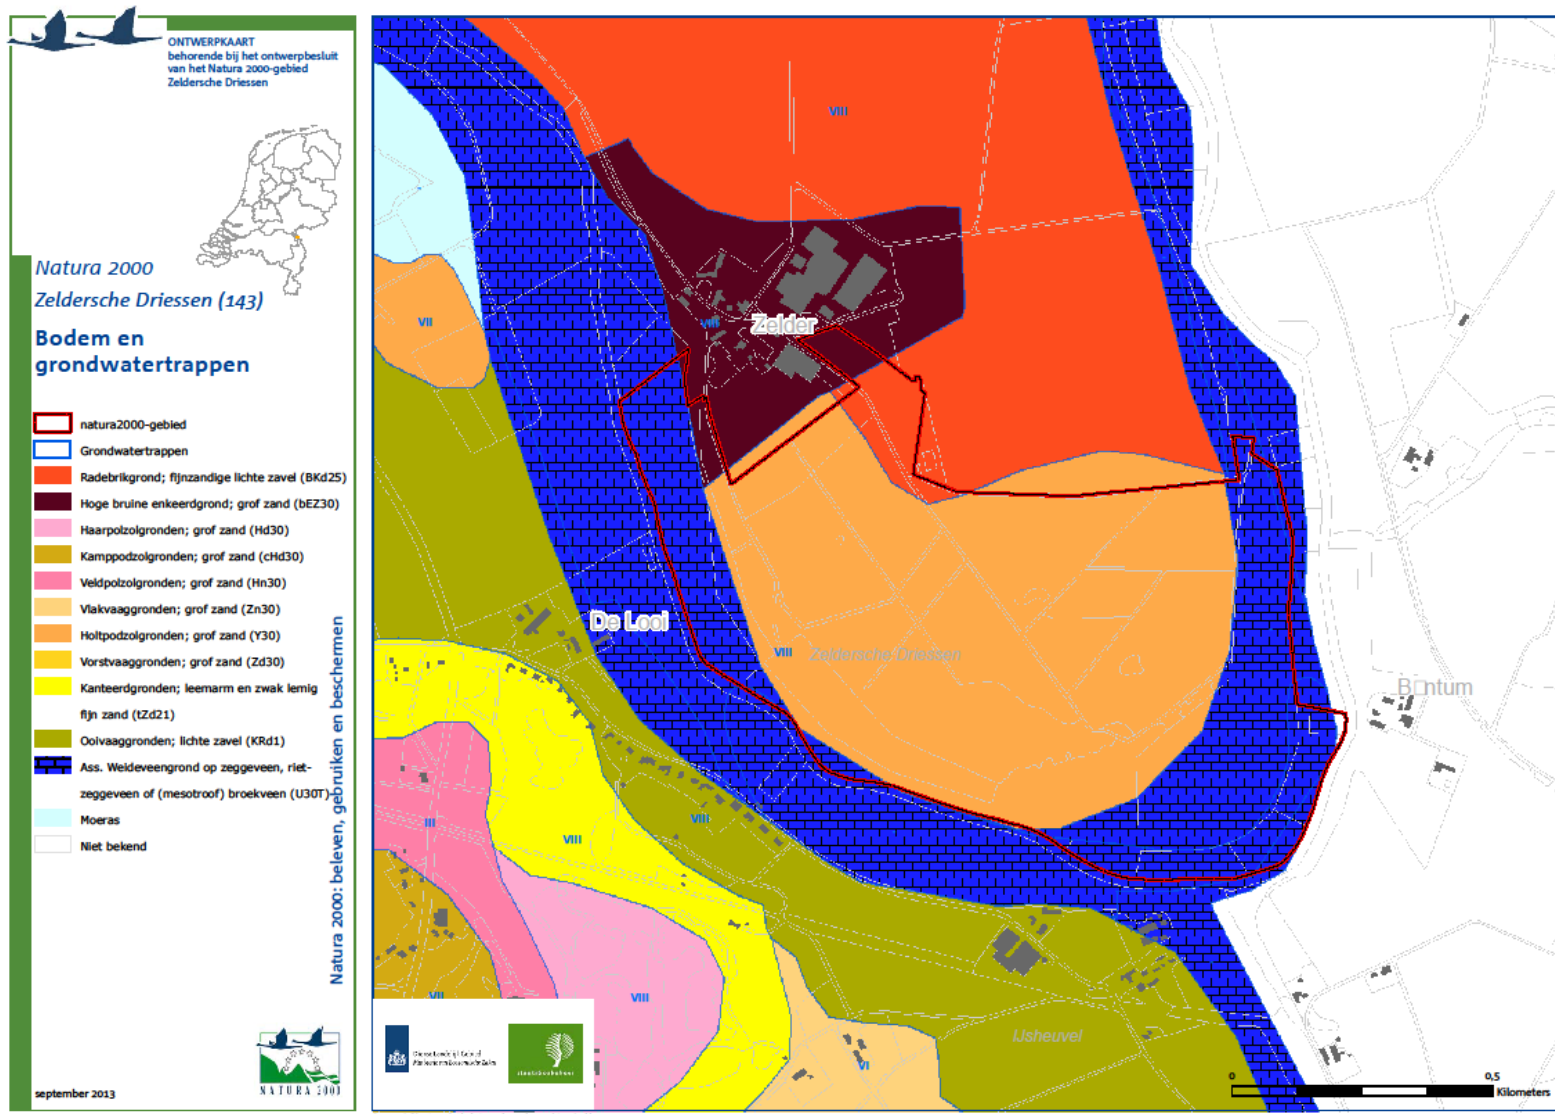 ONTWERPKAART
behorende bij het ontwerpbesluit
van het Natura 2000-gebied
Zeldersche Driessen
Natura 2000
Zeldersche Driessen (143)
Bodem en
grondwatertrappen
natura2000-gebied
Grondwatertrappen
Radebrikgrond; fijnzandige lichte zavel (BKd25)
Hoge bruine enkeerdgrond; grof zand (bEZ30)
Haarpolzolgronden; grof zand (Hd30)
Kamppodzolgronden; grof zand (cHd30)
Veldpolzolgronden; grof zand (Hn30)
Vlakvaaggronden; grof zand (Zn30)
Holtpodzolgronden; grof zand (Y30)
Vorstvaaggronden; grof zand (Zd30)
Kanteerdgronden; leemarm en zwak lemig
fijn zand (tZd21)
Ooivaaggronden; lichte zavel (KRd1)
Ass. Weideveengrond op zeggeveen, riet-
zeggeveen of (mesotroof) broekveen (U30T)
Moeras
Niet bekend
Natura 2000: beleven, gebruiken en beschermen
NATURA 2000
september 2013
VIII
VII
VIII
Zelder
De Looi
VIII
Zeldersche Driessen
B ntum
VIII
III
VIII
VII
VIII
VI
IJsheuvel
staatsbosbeheer
0
0,5
Kilometers